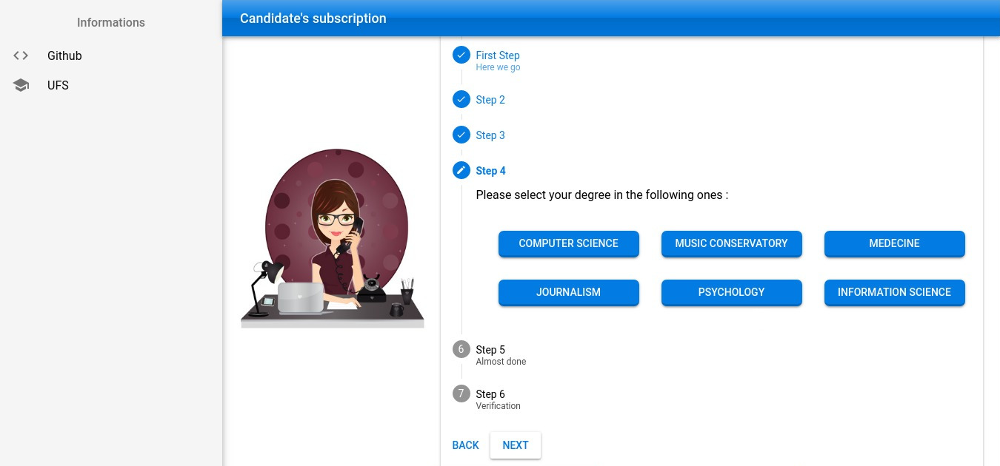 Informations
Github
UFS
Candidate's subscription
First Step
Here we go
Step 2
Step 3
Step 4
Please select your degree in the following ones :
COMPUTER SCIENCE
MUSIC CONSERVATORY
MEDECINE
JOURNALISM
PSYCHOLOGY
INFORMATION SCIENCE
6
Step 5
Almost done
7
Step 6
Verification
BACK
NEXT